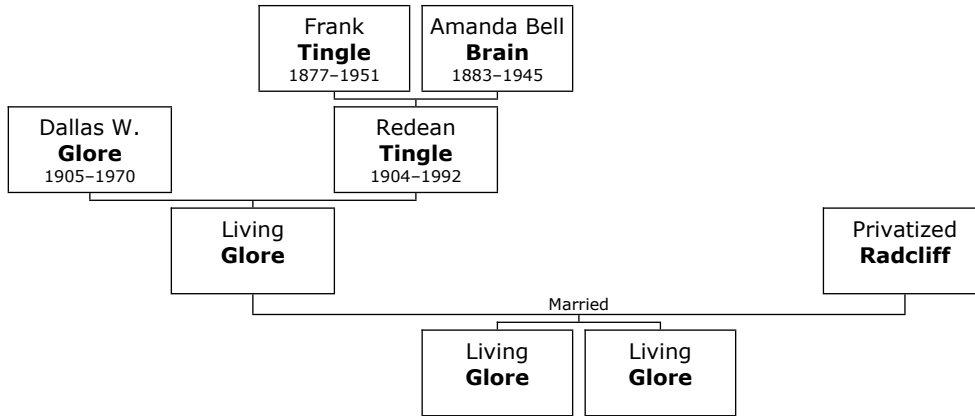 Frank
Tingle
1877–1951
Amanda Bell
Brain
1883–1945
Dallas W.
Glore
1905–1970
Redean
Tingle
1904–1992
Living
Glore
Privatized
Radcliff
Married
Living
Glore
Living
Glore